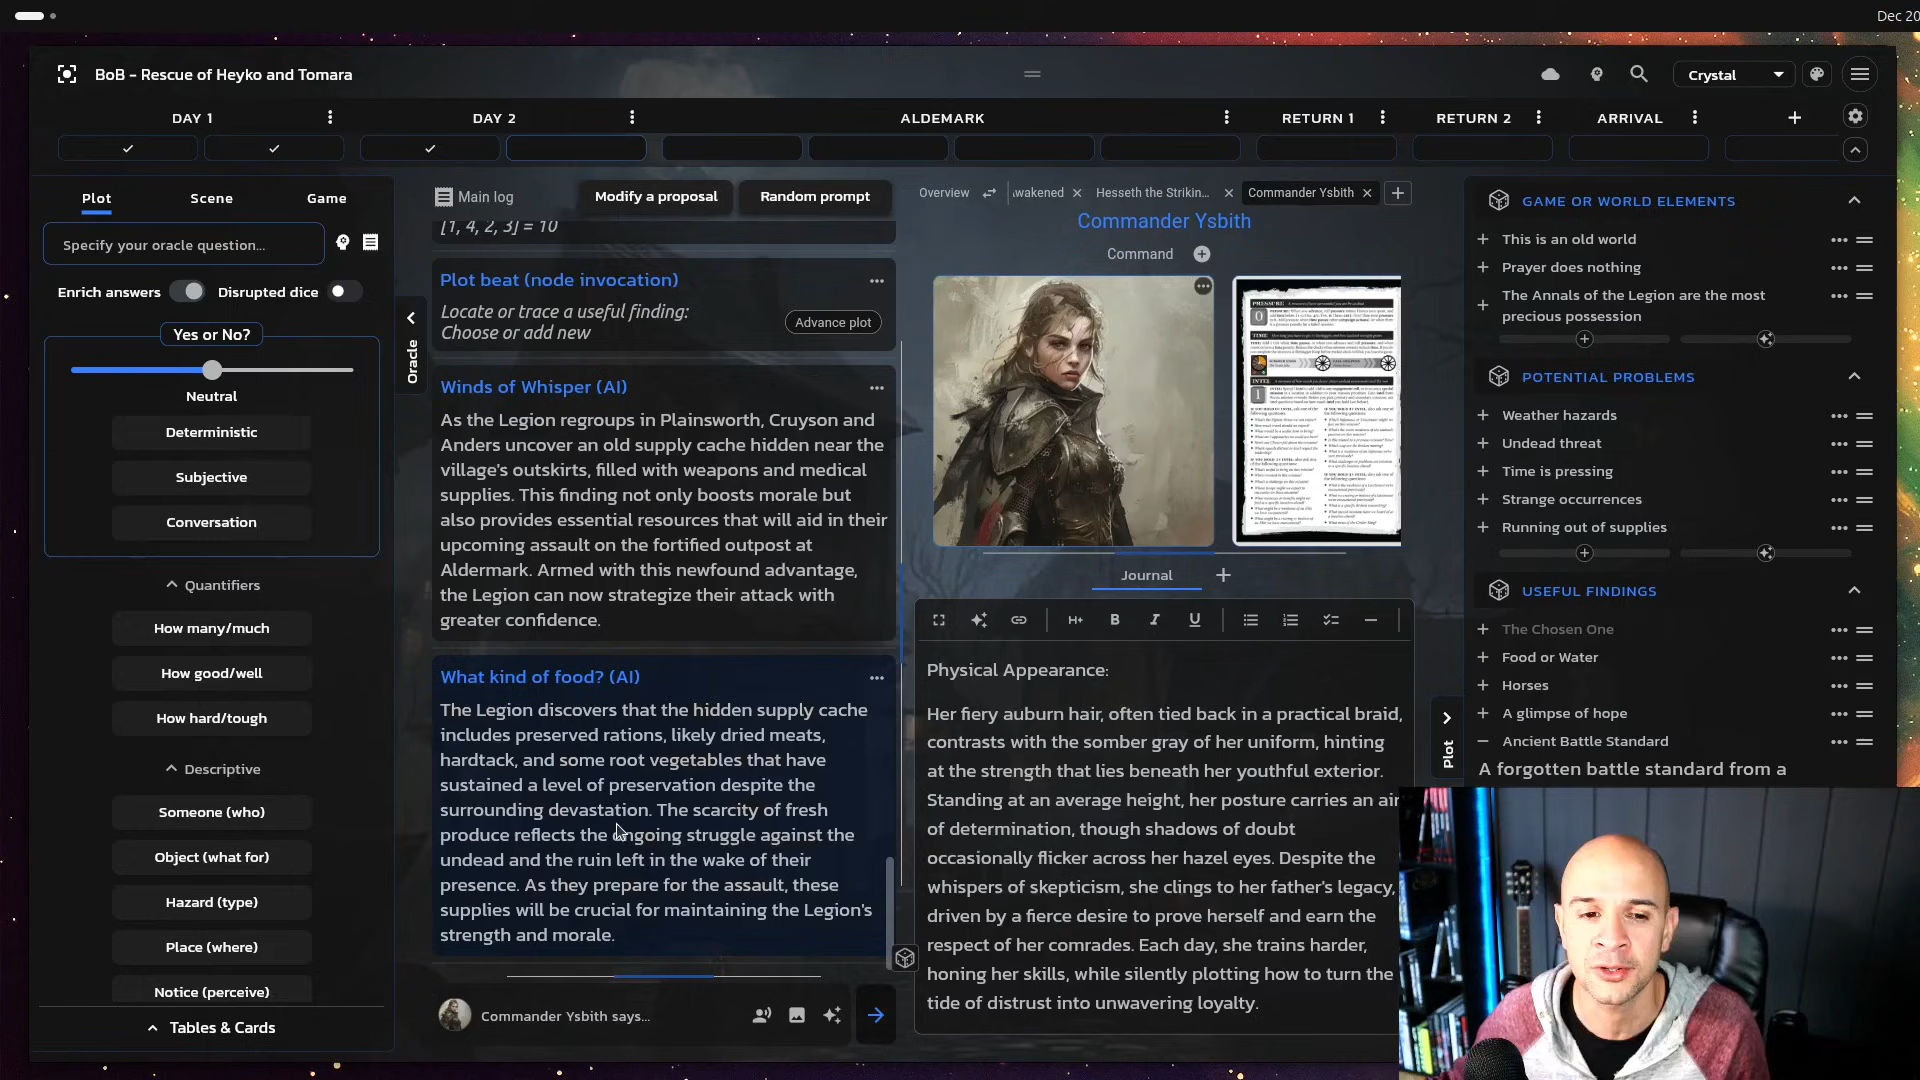 Dec 20
BoB - Rescue of Heyko and Tomara
Crystal
DAY 1
DAY 2
ALDEMARK
RETURN 1
RETURN 2
ARRIVAL
Plot
Scene
Game
Specify your oracle question...
Enrich answers
Disrupted dice
Yes or No?
Neutral
Deterministic
Subjective
Conversation
Quantifiers
How many/much
How good/well
How hard/tough
Descriptive
Someone (who)
Object (what for)
Hazard (type)
Place (where)
Notice (perceive)
Tables & Cards
Oracle
Main log
Modify a proposal
Random prompt
[1, 4, 2, 3] = 10
Plot beat (node invocation)
Locate or trace a useful finding:
Choose or add new
Advance plot
Winds of Whisper (AI)
As the Legion regroups in Plainsworth, Cruyson and
Anders uncover an old supply cache hidden near the
village's outskirts, filled with weapons and medical
supplies. This finding not only boosts morale but
also provides essential resources that will aid in their
upcoming assault on the fortified outpost at
Aldemark. Armed with this newfound advantage,
the Legion can now strategize their attack with
greater confidence.
What kind of food? (AI)
The Legion discovers that the hidden supply cache
includes preserved rations, likely dried meats,
hardtack, and some root vegetables that have
sustained a level of preservation despite the
surrounding devastation. The scarcity of fresh
produce reflects the ongoing struggle against the
undead and the ruin left in the wake of their
presence. As they prepare for the assault, these
supplies will be crucial for maintaining the Legion's
strength and morale.
Commander Ysbith says...
Overview
wakened
Hesseth the Strikin...
Commander Ysbith
Commander Ysbith
Command
PRESSURE
0
TIME
INTEL
1
Journal
H+
B
I
U
Physical Appearance:
Her fiery auburn hair, often tied back in a practical braid,
contrasts with the somber gray of her uniform, hinting
at the strength that lies beneath her youthful exterior.
Standing at an average height, her posture carries an air
of determination, though shadows of doubt
occasionally flicker across her hazel eyes. Despite the
whispers of skepticism, she clings to her father's legacy,
driven by a fierce desire to prove herself and earn the
respect of her comrades. Each day, she trains harder,
honing her skills, while silently plotting how to turn the
tide of distrust into unwavering loyalty.
Plot
GAME OR WORLD ELEMENTS
This is an old world
Prayer does nothing
The Annals of the Legion are the most
precious possession
POTENTIAL PROBLEMS
Weather hazards
Undead threat
Time is pressing
Strange occurrences
Running out of supplies
USEFUL FINDINGS
The Chosen One
Food or Water
Horses
A glimpse of hope
Ancient Battle Standard
A forgotten battle standard from a